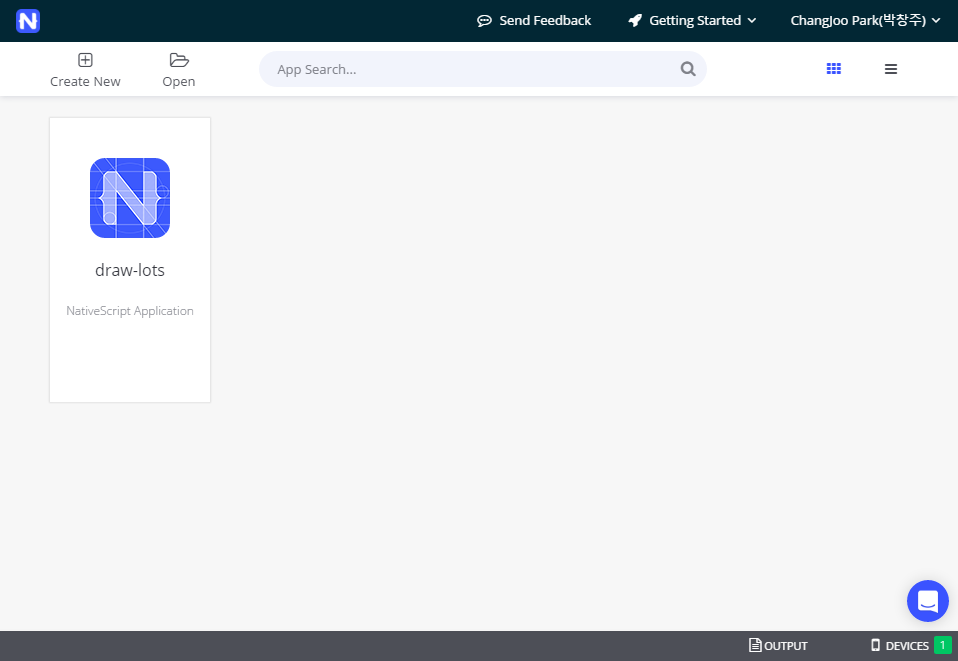 N
Send Feedback
Getting Started
ChangJoo Park(박창주)
Create New
Open
App Search...
N
draw-lots
NativeScript Application
OUTPUT
DEVICES 1